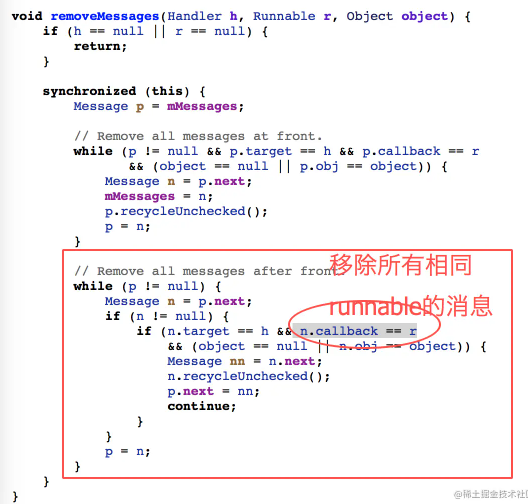 void removeMessages(Handler h, Runnable r, Object object) {
    if (h == null || r == null) {
        return;
    }

    synchronized (this) {
        Message p = mMessages;

        // Remove all messages at front.
        while (p != null && p.target == h && p.callback == r
               && (object == null || p.obj == object)) {
            Message n = p.next;
            mMessages = n;
            p.recycleUnchecked();
            p = n;
        }

        // Remove all messages after front.
        移除所有相同
        while (p != null) {
            Message n = p.next;
            runnable的消息
            if (n != null) {
                if (n.target == h && n.callback == r
                    && (object == null || n.obj == object)) {
                    Message nn = n.next;
                    n.recycleUnchecked();
                    p.next = nn;
                    continue;
                }
            }
            p = n;
        }
    }
}
@稀土掘金技术社区